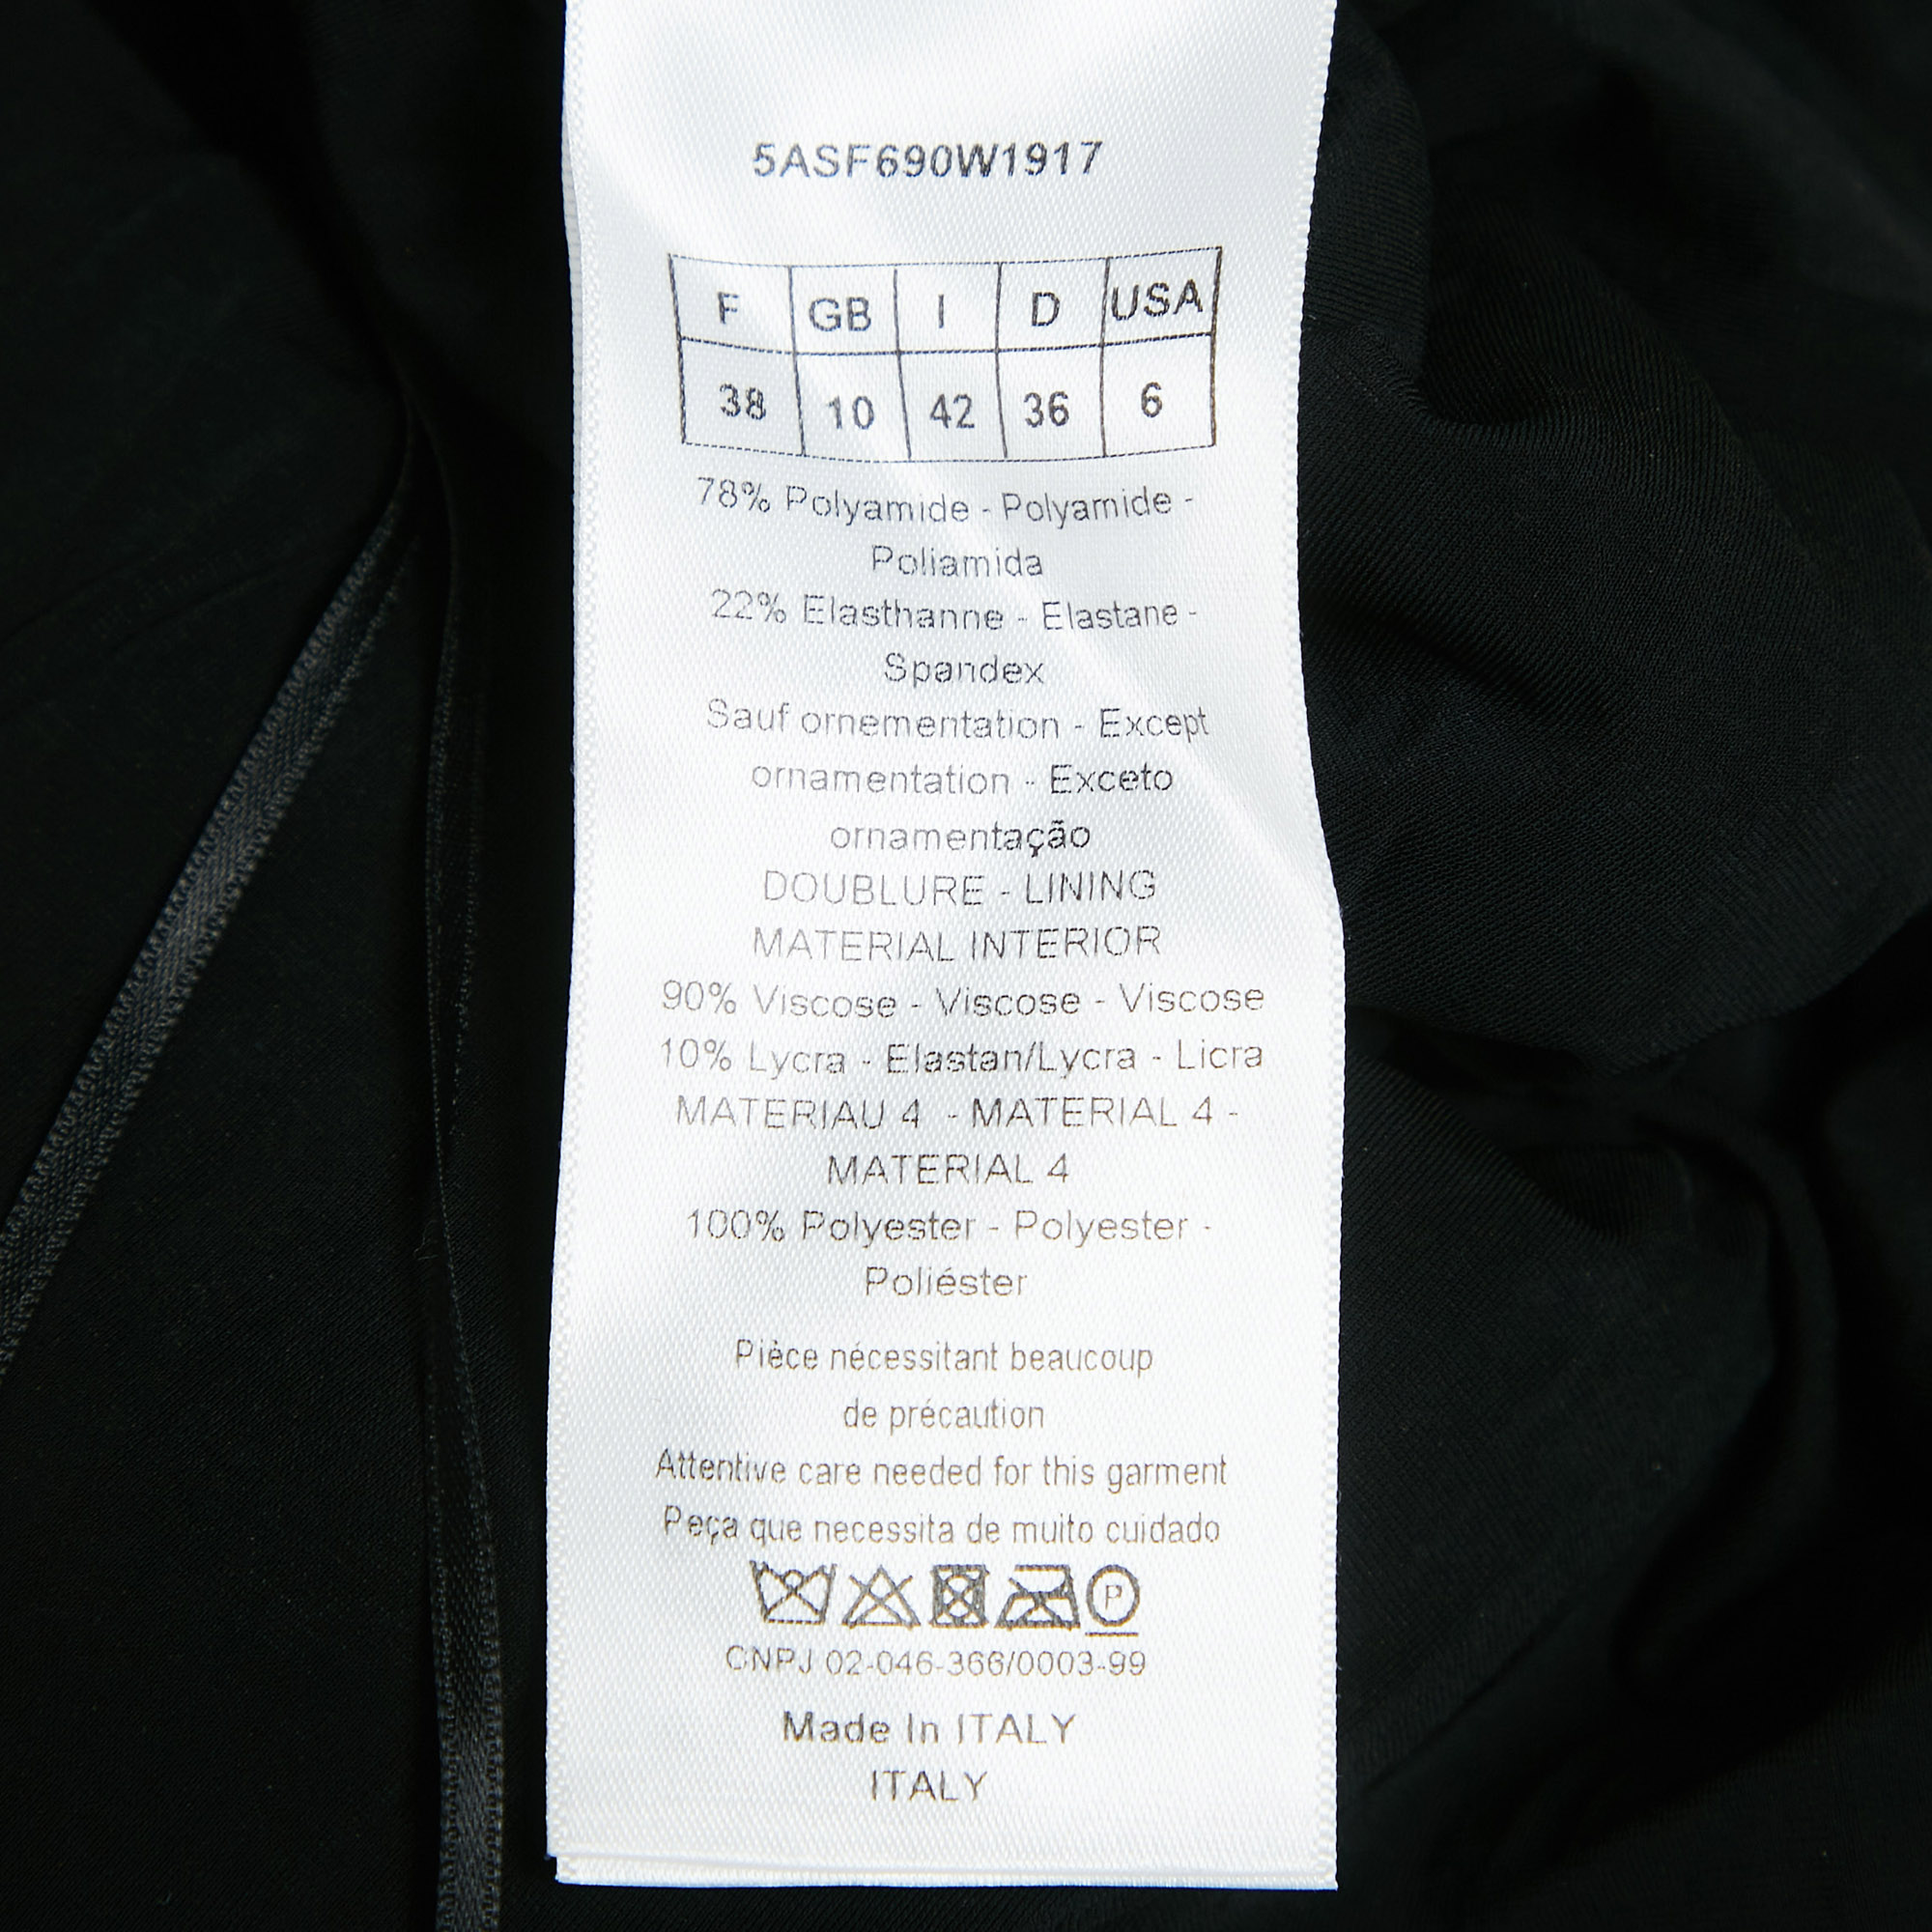 5ASF690W1917
F GB I D USA
38 10 42 36 6
78% Polyamide - Polyamide -
Poliamida
22% Elasthanne - Elastane -
Spandex
Sauf ornementation - Except
ornamentation - Exceto
ornamentação
DOUBLURE - LINING
MATERIAL INTERIOR
90% Viscose - Viscose - Viscose
10% Lycra - Elastan/Lycra - Licra
MATERIAU 4 - MATERIAL 4 -
MATERIAL 4
100% Polyester - Polyester -
Poliéster
Pièce nécessitant beaucoup
de précaution
Attentive care needed for this garment
Peça que necessita de muito cuidado
P
CNPJ 02-046-366/0003-99
Made In ITALY
ITALY